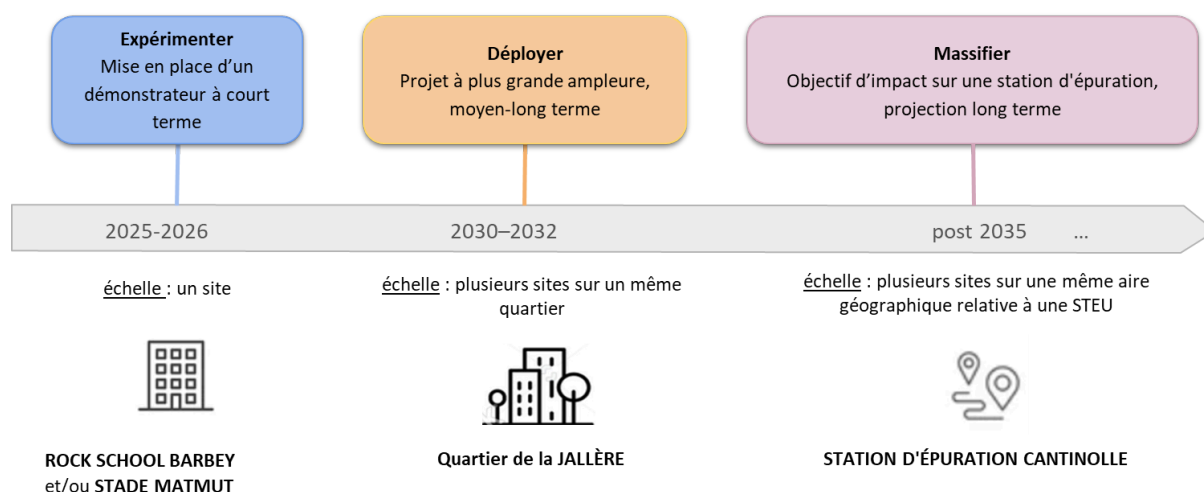 Expérimenter
Mise en place d'un
démonstrateur à court
terme
Déployer
Projet à plus grande ampleure,
moyen-long terme
Massifier
Objectif d'impact sur une station d'épuration,
projection long terme
2025-2026
2030–2032
post 2035
...
échelle : un site
échelle : plusieurs sites sur un même
quartier
échelle : plusieurs sites sur une même aire
géographique relative à une STEU
ROCK SCHOOL BARBEY
et/ou STADE MATMUT
Quartier de la JALLÈRE
STATION D'ÉPURATION CANTINOLLE